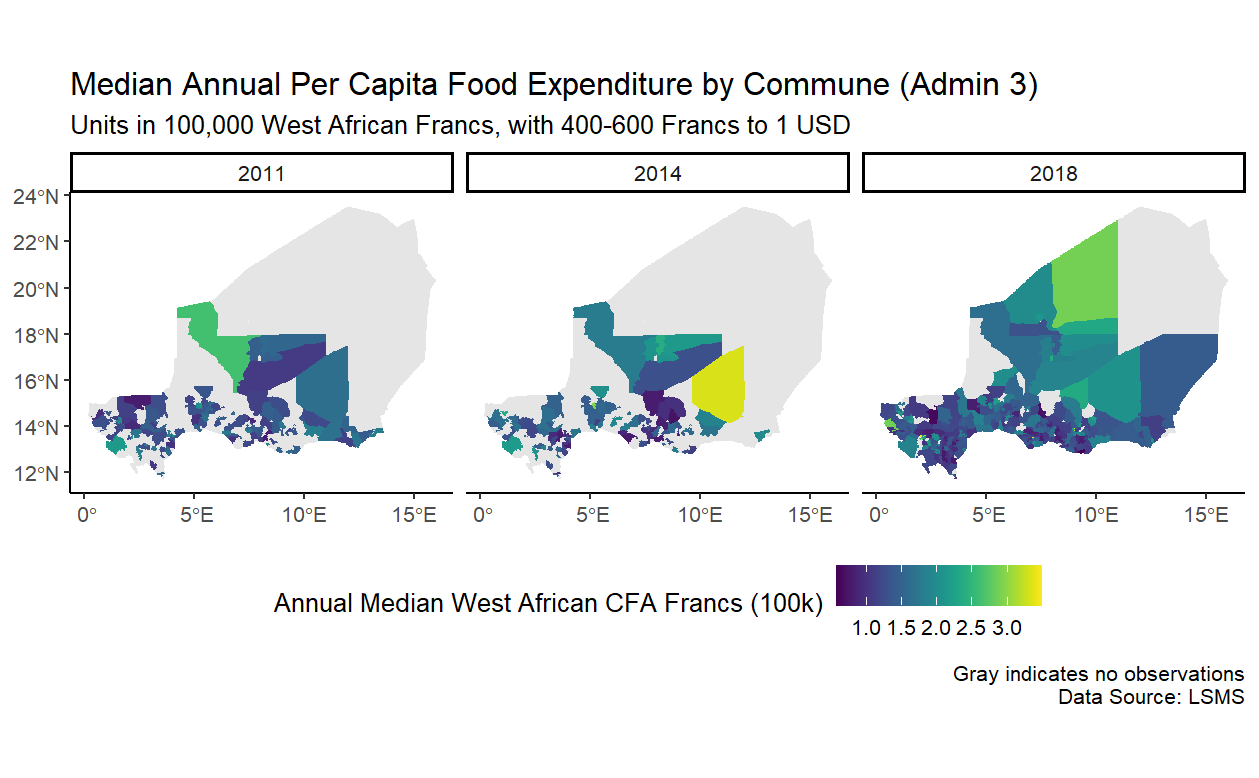 Median Annual Per Capita Food Expenditure by Commune (Admin 3)
Units in 100,000 West African Francs, with 400-600 Francs to 1 USD
2011 2014 2018
24°N
22°N
20°N
18°N
16°N
14°N
12°N
0° 5°E 10°E 15°E 0° 5°E 10°E 15°E 0° 5°E 10°E 15°E
Annual Median West African CFA Francs (100k)
1.0 1.5 2.0 2.5 3.0
Gray indicates no observations
Data Source: LSMS